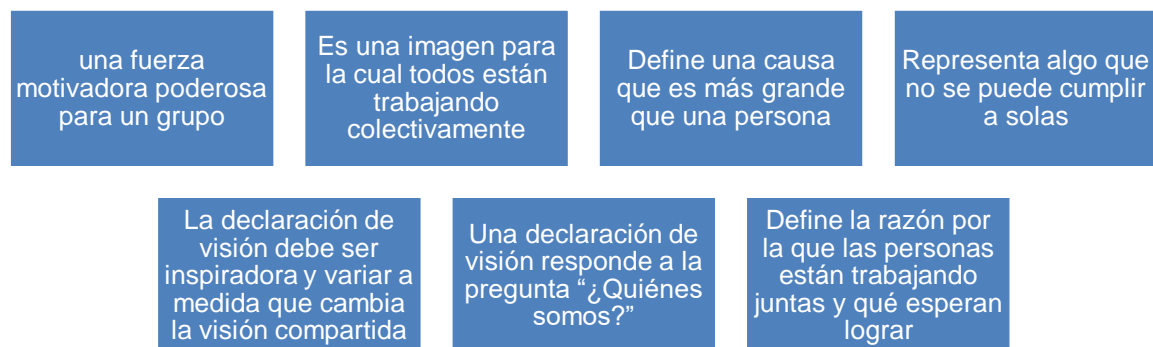 una fuerza
motivadora poderosa
para un grupo
Es una imagen para
la cual todos están
trabajando
colectivamente
Define una causa
que es más grande
que una persona
Representa algo que
no se puede cumplir
a solas
La declaración de
visión debe ser
inspiradora y variar a
medida que cambia
la visión compartida
Una declaración de
visión responde a la
pregunta “¿Quiénes
somos?”
Define la razón por
la que las personas
están trabajando
juntas y qué esperan
lograr